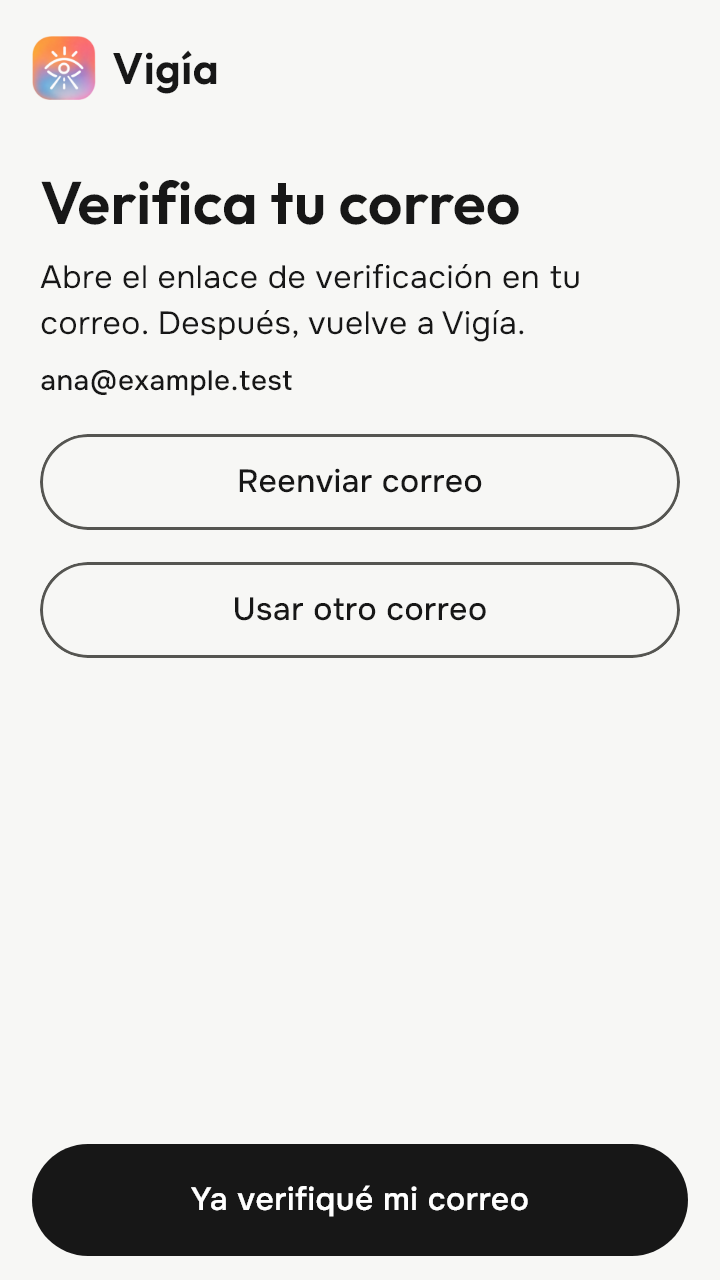 Vigía
Verifica tu correo
Abre el enlace de verificación en tu
correo. Después, vuelve a Vigía.
ana@example.test
Reenviar correo
Usar otro correo
Ya verifiqué mi correo